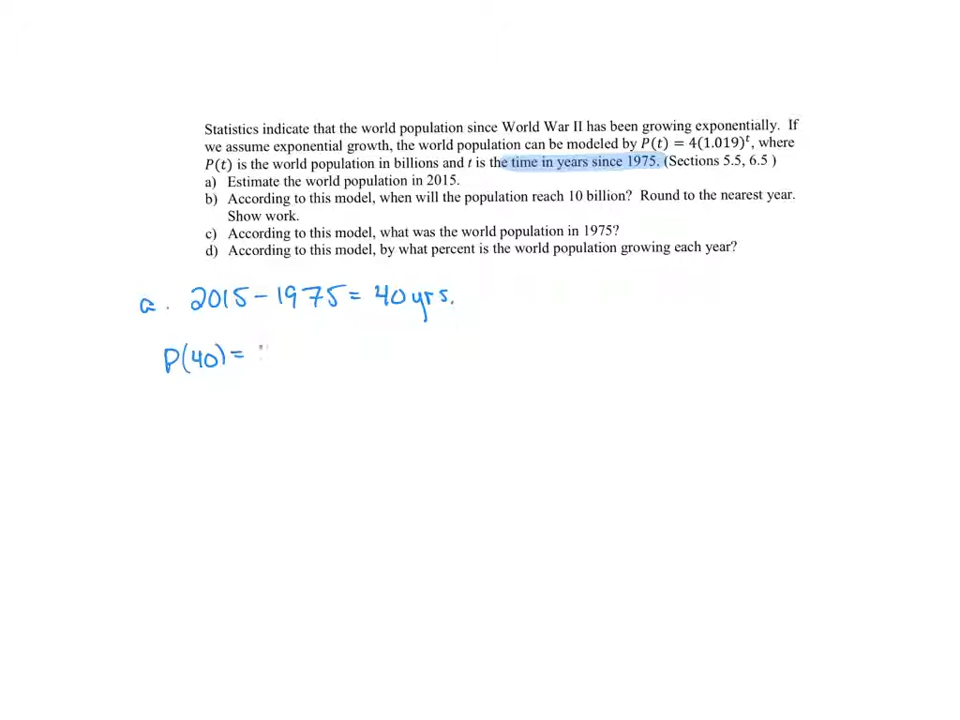 Statistics indicate that the world population since World War II has been growing exponentially. If
we assume exponential growth, the world population can be modeled by P(t) = 4(1.019)^t, where
P(t) is the world population in billions and t is the time in years since 1975. (Sections 5.5, 6.5 )
a) Estimate the world population in 2015.
b) According to this model, when will the population reach 10 billion? Round to the nearest year.
Show work.
c) According to this model, what was the world population in 1975?
d) According to this model, by what percent is the world population growing each year?
a. 2015 - 1975 = 40 yrs.
P(40) =